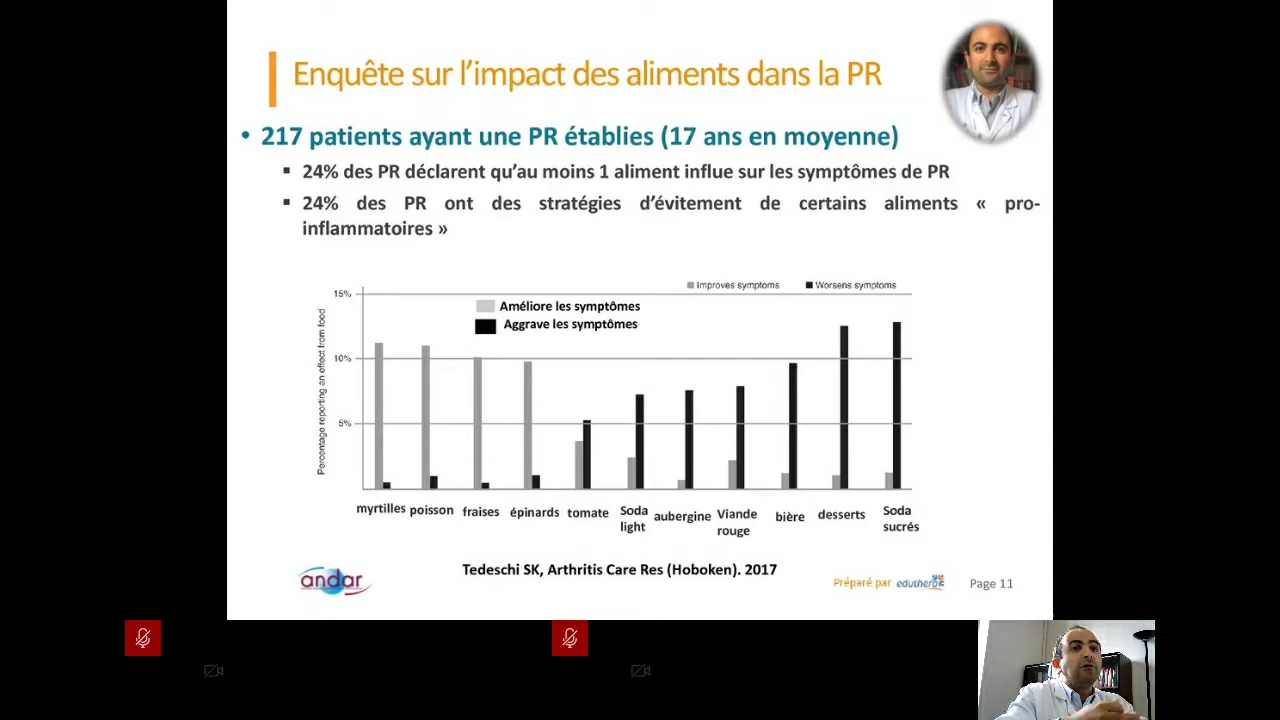 Enquête sur l'impact des aliments dans la PR
• 217 patients ayant une PR établies (17 ans en moyenne)
▪ 24% des PR déclarent qu'au moins 1 aliment influe sur les symptômes de PR
▪ 24% des PR ont des stratégies d'évitement de certains aliments « pro-
inflammatoires »
Improves symptoms Worsens symptoms
Améliore les symptômes
Aggrave les symptômes
Percentage reporting an effect from food
15%
10%
5%
myrtilles poisson fraises épinards tomate Soda light aubergine Viande rouge bière desserts Soda sucrés
Tedeschi SK, Arthritis Care Res (Hoboken). 2017
andar
Préparé par eduthera
Page 11